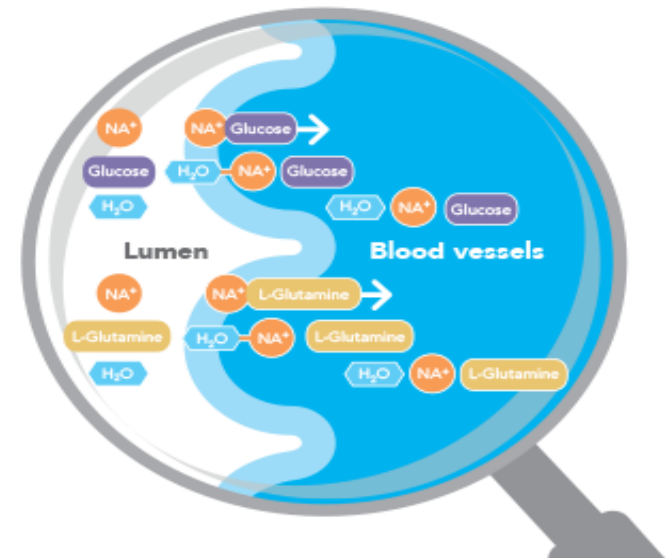 NA⁺ NA⁺ Glucose
Glucose H₂O NA⁺ Glucose
H₂O H₂O NA⁺ Glucose
Lumen Blood vessels
NA⁺ NA⁺ L-Glutamine
L-Glutamine H₂O NA⁺ L-Glutamine
H₂O H₂O NA⁺ L-Glutamine